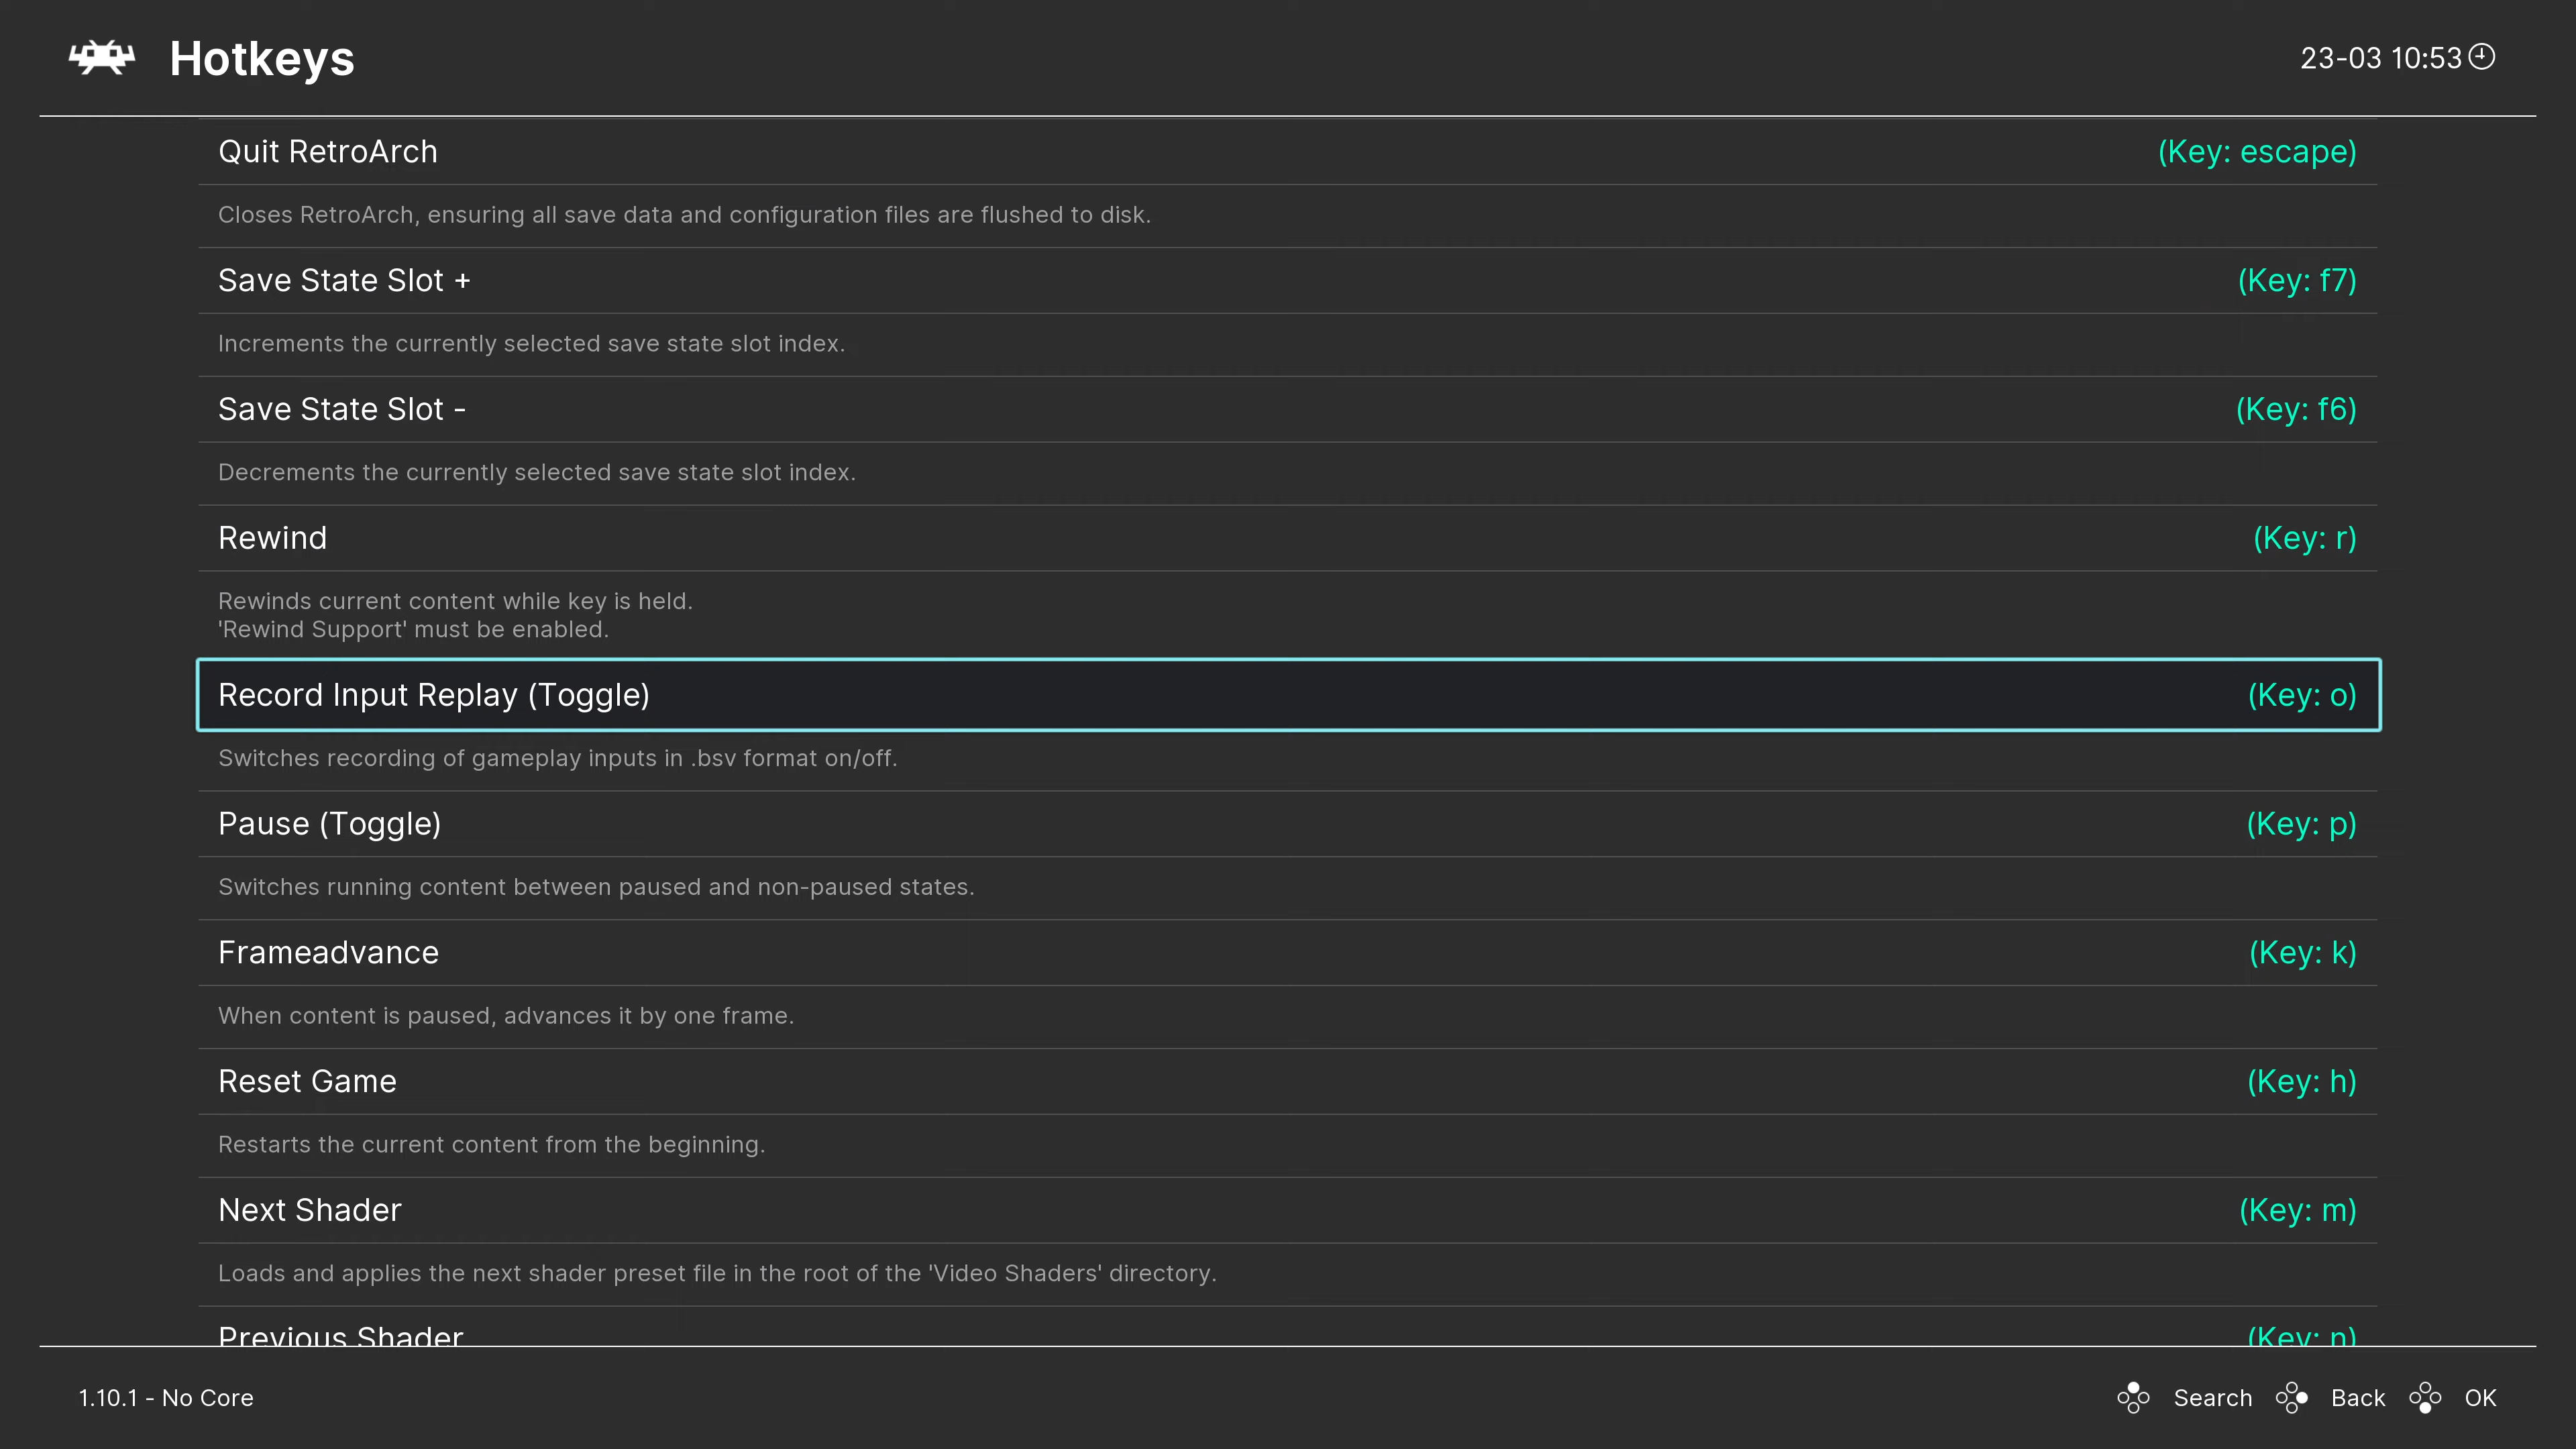 Hotkeys
23-03 10:53
Quit RetroArch (Key: escape)
Closes RetroArch, ensuring all save data and configuration files are flushed to disk.
Save State Slot + (Key: f7)
Increments the currently selected save state slot index.
Save State Slot - (Key: f6)
Decrements the currently selected save state slot index.
Rewind (Key: r)
Rewinds current content while key is held.
'Rewind Support' must be enabled.
Record Input Replay (Toggle) (Key: o)
Switches recording of gameplay inputs in .bsv format on/off.
Pause (Toggle) (Key: p)
Switches running content between paused and non-paused states.
Frameadvance (Key: k)
When content is paused, advances it by one frame.
Reset Game (Key: h)
Restarts the current content from the beginning.
Next Shader (Key: m)
Loads and applies the next shader preset file in the root of the 'Video Shaders' directory.
Previous Shader (Key: n)
1.10.1 - No Core
Search Back OK